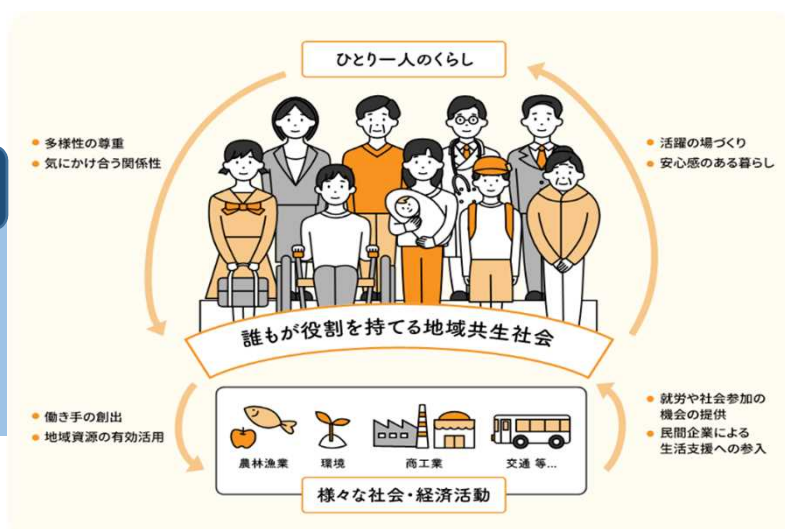 ひとり一人のくらし
多様性の尊重
気にかけ合う関係性
活躍の場づくり
安心感のある暮らし
誰もが役割を持てる地域共生社会
働き手の創出
地域資源の有効活用
就労や社会参加の
機会の提供
民間企業による
生活支援への参入
農林漁業
環境
商工業
交通 等...
様々な社会・経済活動